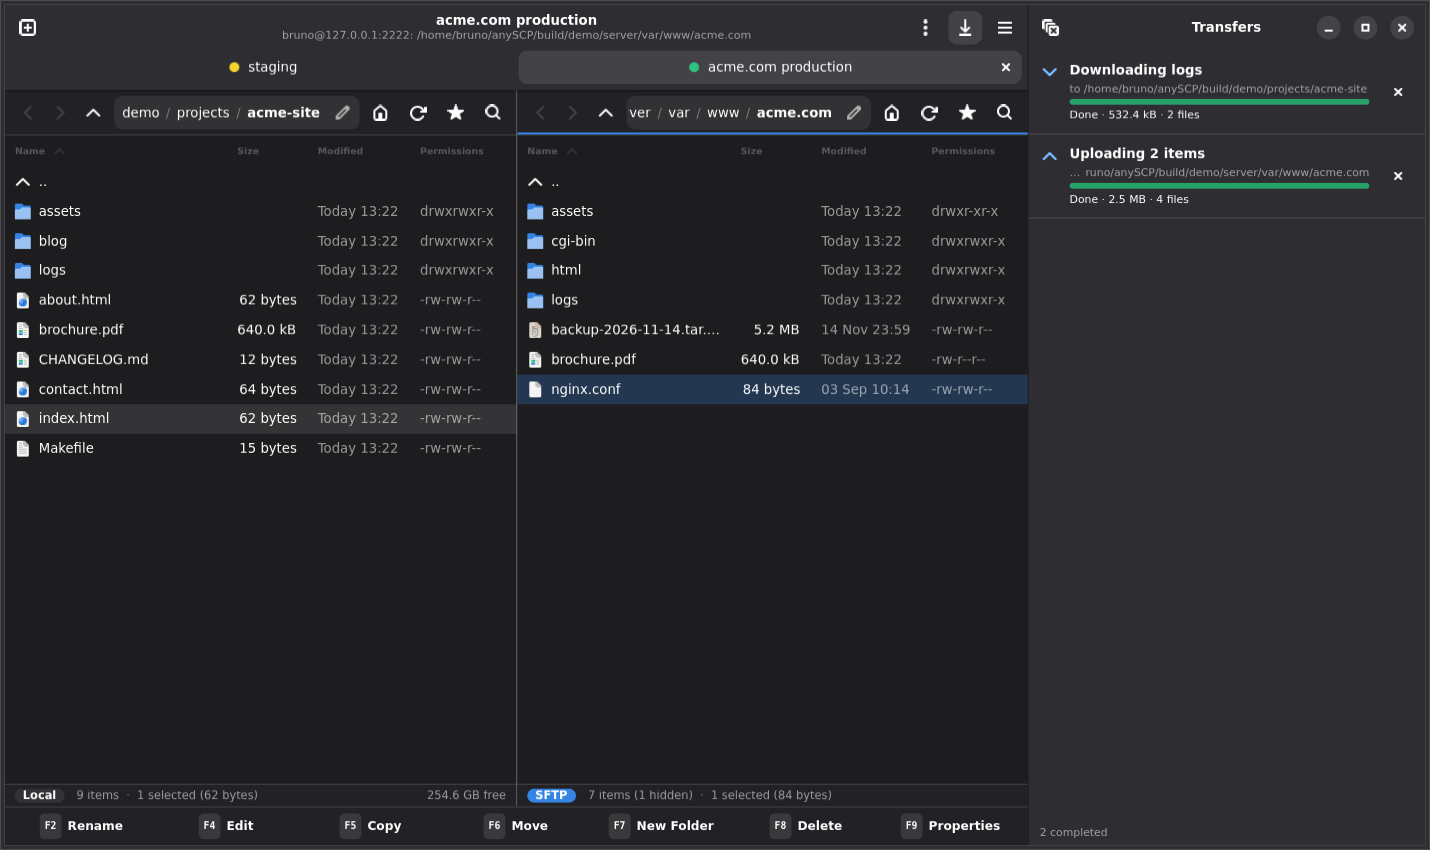 acme.com production
bruno@127.0.0.1:2222: /home/bruno/anySCP/build/demo/server/var/www/acme.com
staging
acme.com production
demo / projects / acme-site
ver / var / www / acme.com
Name Size Modified Permissions
..
assets Today 13:22 drwxrwxr-x
blog Today 13:22 drwxrwxr-x
logs Today 13:22 drwxrwxr-x
about.html 62 bytes Today 13:22 -rw-rw-r--
brochure.pdf 640.0 kB Today 13:22 -rw-rw-r--
CHANGELOG.md 12 bytes Today 13:22 -rw-rw-r--
contact.html 64 bytes Today 13:22 -rw-rw-r--
index.html 62 bytes Today 13:22 -rw-rw-r--
Makefile 15 bytes Today 13:22 -rw-rw-r--
Name Size Modified Permissions
..
assets Today 13:22 drwxr-xr-x
cgi-bin Today 13:22 drwxrwxr-x
html Today 13:22 drwxrwxr-x
logs Today 13:22 drwxrwxr-x
backup-2026-11-14.tar.... 5.2 MB 14 Nov 23:59 -rw-rw-r--
brochure.pdf 640.0 kB Today 13:22 -rw-r--r--
nginx.conf 84 bytes 03 Sep 10:14 -rw-rw-r--
Local 9 items · 1 selected (62 bytes) 254.6 GB free
SFTP 7 items (1 hidden) · 1 selected (84 bytes)
F2 Rename F4 Edit F5 Copy F6 Move F7 New Folder F8 Delete F9 Properties
Transfers
Downloading logs
to /home/bruno/anySCP/build/demo/projects/acme-site
Done · 532.4 kB · 2 files
Uploading 2 items
... runo/anySCP/build/demo/server/var/www/acme.com
Done · 2.5 MB · 4 files
2 completed